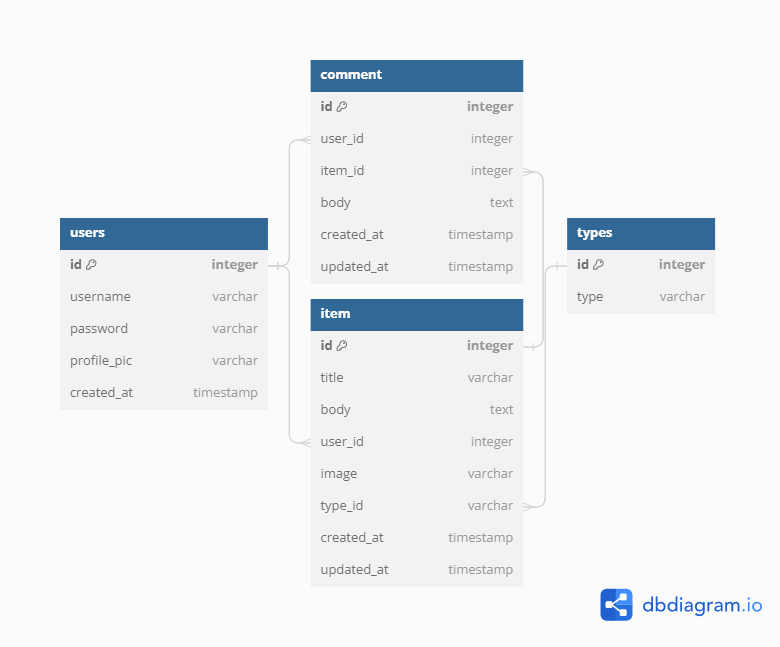 comment
id integer
user_id integer
item_id integer
body text
created_at timestamp
updated_at timestamp
users
id integer
username varchar
password varchar
profile_pic varchar
created_at timestamp
item
id integer
title varchar
body text
user_id integer
image varchar
type_id varchar
created_at timestamp
updated_at timestamp
types
id integer
type varchar
dbdiagram.io